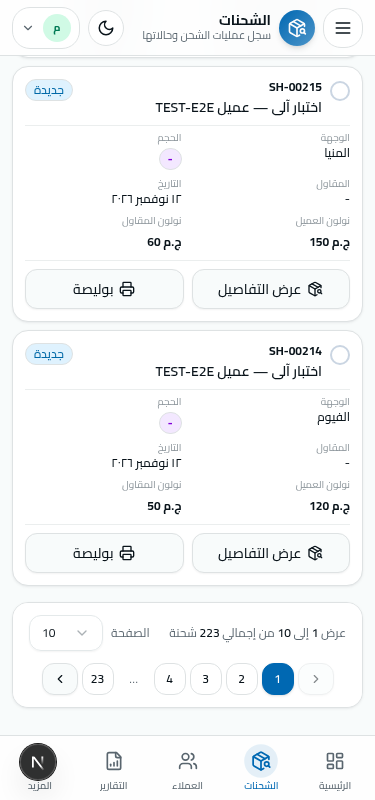 الشحنات
سجل عمليات الشحن وحالاتها
م
SH-00215
جديدة
اختبار آلى — عميل TEST-E2E
الوجهة
الحجم
المنيا
-
المقاول
التاريخ
-
١٢ نوفمبر ٢٠٢٦
نولون العميل
نولون المقاول
ج.م 150
ج.م 60
عرض التفاصيل
بوليصة
SH-00214
جديدة
اختبار آلى — عميل TEST-E2E
الوجهة
الحجم
الفيوم
-
المقاول
التاريخ
-
١٢ نوفمبر ٢٠٢٦
نولون العميل
نولون المقاول
ج.م 120
ج.م 50
عرض التفاصيل
بوليصة
عرض 1 إلى 10 من إجمالي 223 شحنة
الصفحة
10
1 2 3 4 ... 23
الرئيسية
الشحنات
العملاء
التقارير
المزيد
N